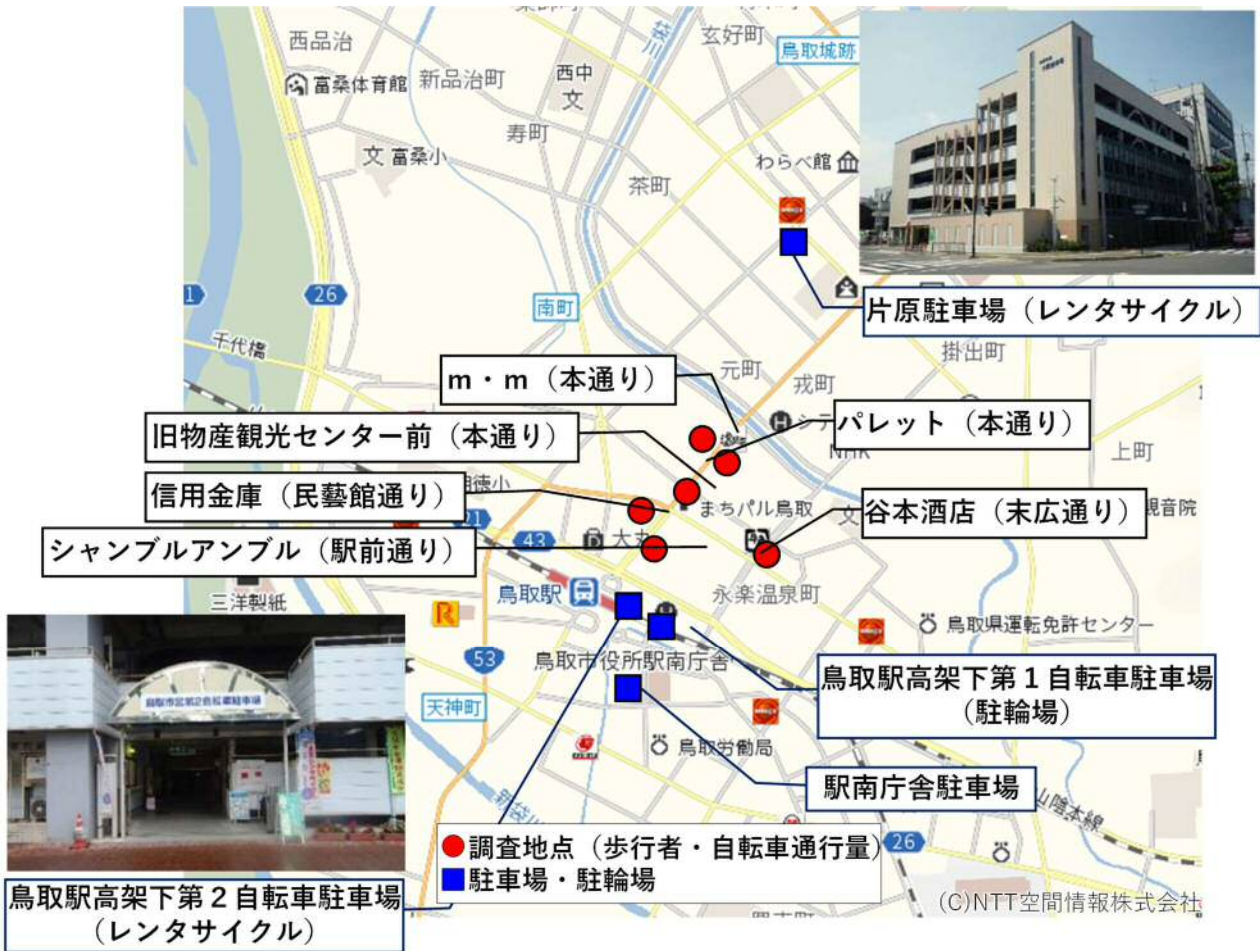 西品治
玄好町
鳥取城跡
富桑体育館
新品治町
西中
文
寿町
文 富桑小
わらべ館
茶町
26
南町
片原駐車場（レンタサイクル）
千代橋
掛出町
元町
戎町
m・m（本通り）
パレット（本通り）
旧物産観光センター前（本通り）
NHK
上町
信用金庫（民藝館通り）
まちパル鳥取
文
谷本酒店（末広通り）
観音院
21
シャンブルアンブル（駅前通り）
43
大丸
鳥取駅
永楽温泉町
三洋製紙
R
鳥取県運転免許センター
53
鳥取市役所駅南庁舎
鳥取駅高架下第１自転車駐車場
（駐輪場）
天神町
鳥取労働局
駅南庁舎駐車場
新袋川
山陰本線
26
調査地点（歩行者・自転車通行量）
駐車場・駐輪場
鳥取駅高架下第２自転車駐車場
（レンタサイクル）
(C)NTT空間情報株式会社